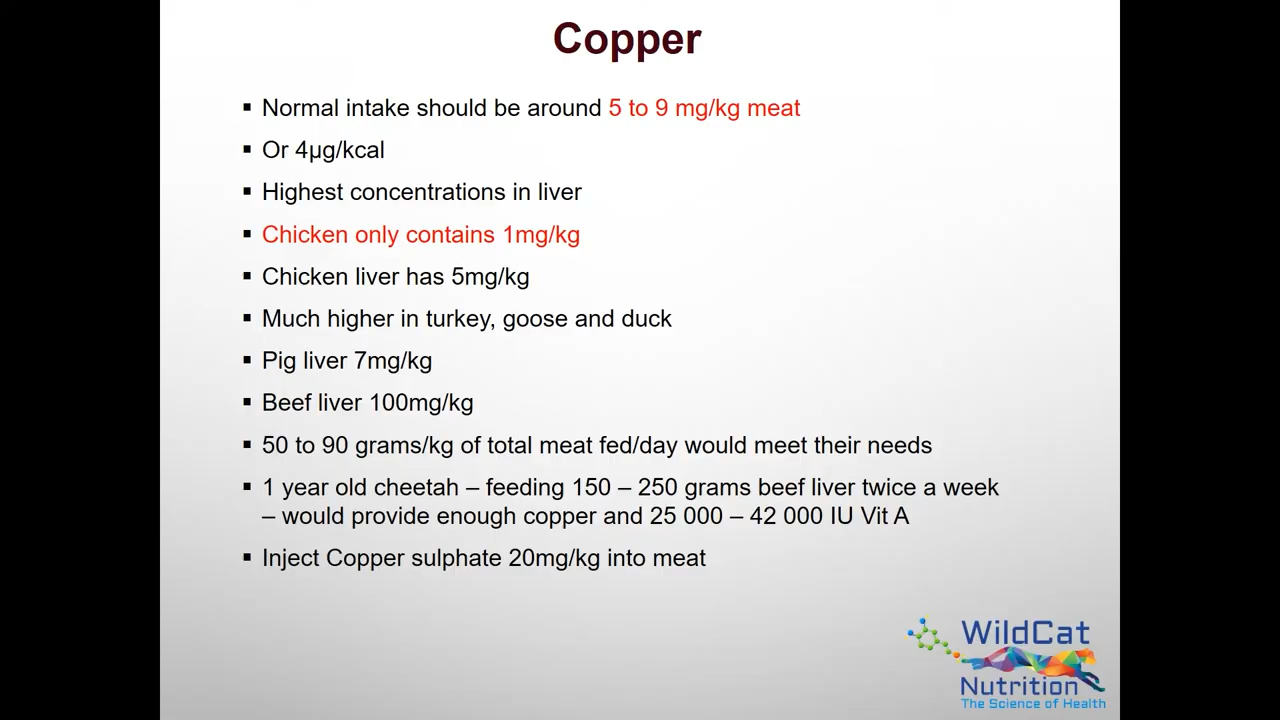 Copper
▪ Normal intake should be around 5 to 9 mg/kg meat
▪ Or 4µg/kcal
▪ Highest concentrations in liver
▪ Chicken only contains 1mg/kg
▪ Chicken liver has 5mg/kg
▪ Much higher in turkey, goose and duck
▪ Pig liver 7mg/kg
▪ Beef liver 100mg/kg
▪ 50 to 90 grams/kg of total meat fed/day would meet their needs
▪ 1 year old cheetah – feeding 150 – 250 grams beef liver twice a week
– would provide enough copper and 25 000 – 42 000 IU Vit A
▪ Inject Copper sulphate 20mg/kg into meat
WildCat
Nutrition
The Science of Health